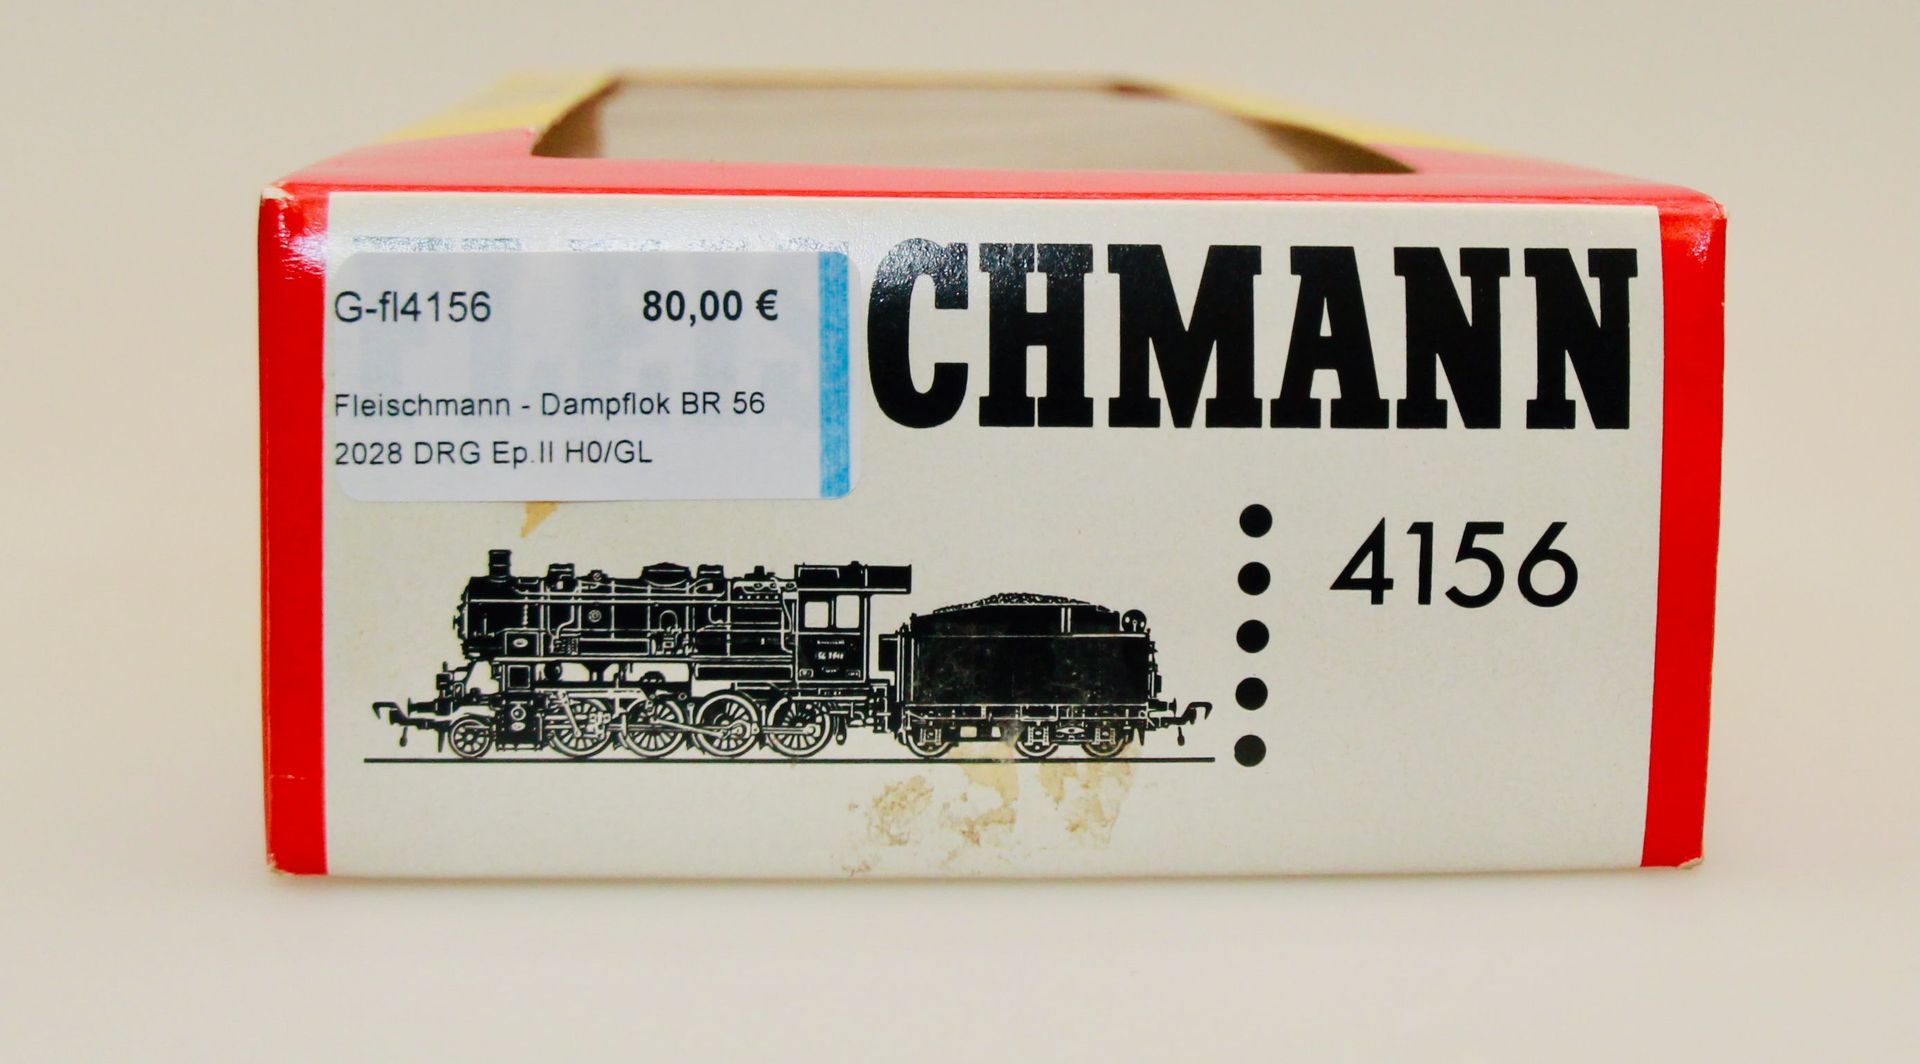 CHMANN
G-fl4156 80,00 €
Fleischmann - Dampflok BR 56
2028 DRG Ep.II H0/GL
4156